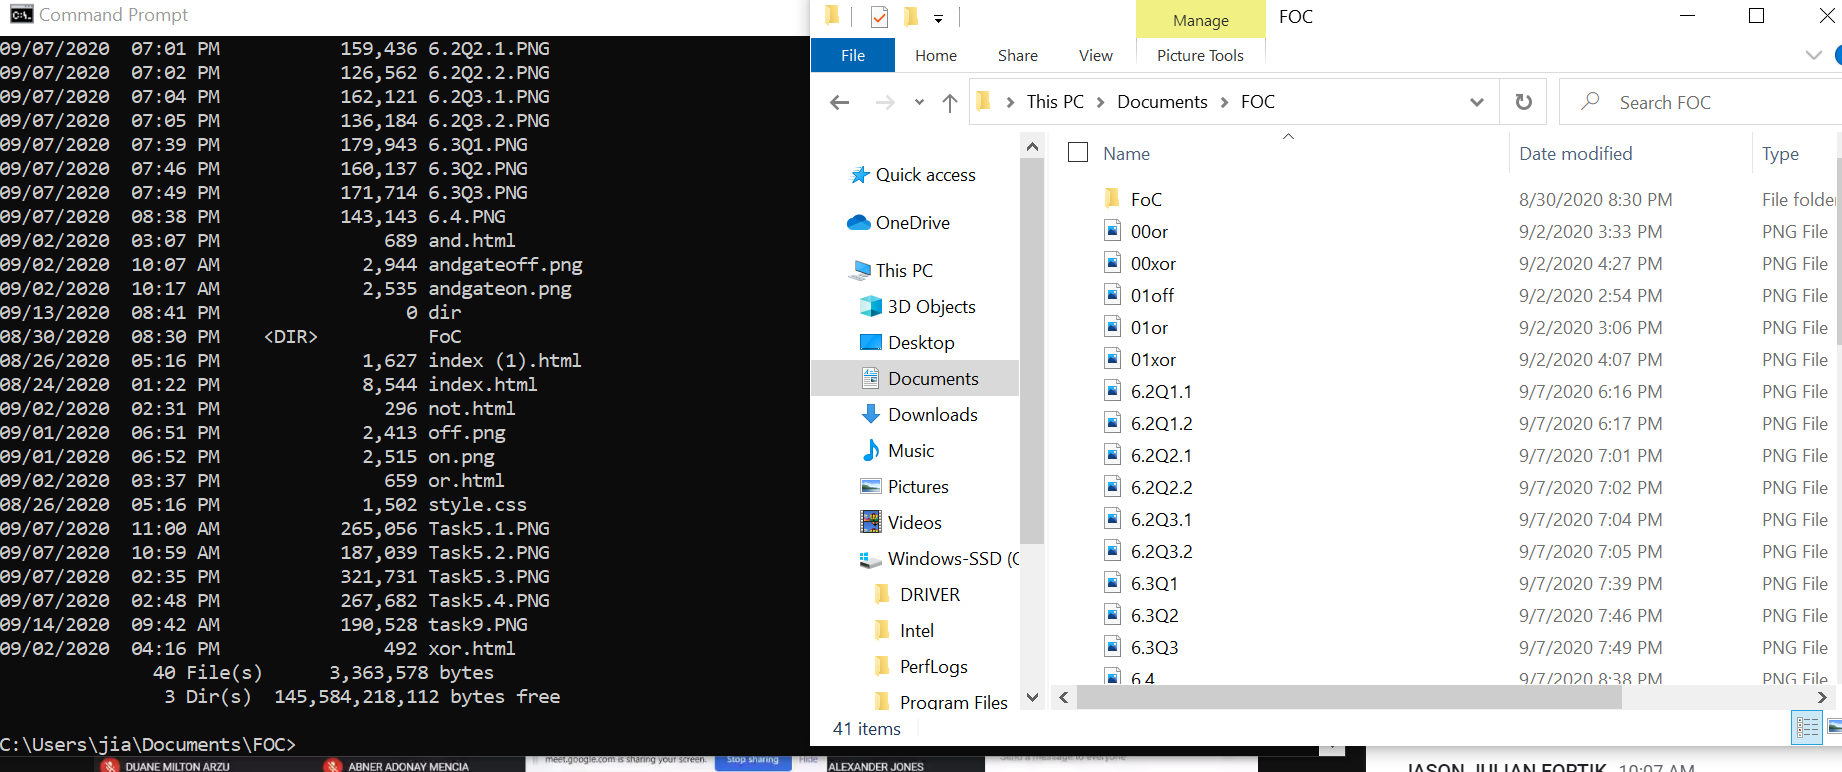 Command Prompt
09/07/2020 07:01 PM 159,436 6.2Q2.1.PNG
09/07/2020 07:02 PM 126,562 6.2Q2.2.PNG
09/07/2020 07:04 PM 162,121 6.2Q3.1.PNG
09/07/2020 07:05 PM 136,184 6.2Q3.2.PNG
09/07/2020 07:39 PM 179,943 6.3Q1.PNG
09/07/2020 07:46 PM 160,137 6.3Q2.PNG
09/07/2020 07:49 PM 171,714 6.3Q3.PNG
09/07/2020 08:38 PM 143,143 6.4.PNG
09/02/2020 03:07 PM 689 and.html
09/02/2020 10:07 AM 2,944 andgateoff.png
09/02/2020 10:17 AM 2,535 andgateon.png
09/13/2020 08:41 PM 0 dir
08/30/2020 08:30 PM <DIR> FoC
08/26/2020 05:16 PM 1,627 index (1).html
08/24/2020 01:22 PM 8,544 index.html
09/02/2020 02:31 PM 296 not.html
09/01/2020 06:51 PM 2,413 off.png
09/01/2020 06:52 PM 2,515 on.png
09/02/2020 03:37 PM 659 or.html
08/26/2020 05:16 PM 1,502 style.css
09/07/2020 11:00 AM 265,056 Task5.1.PNG
09/07/2020 10:59 AM 187,039 Task5.2.PNG
09/07/2020 02:35 PM 321,731 Task5.3.PNG
09/07/2020 02:48 PM 267,682 Task5.4.PNG
09/14/2020 09:42 AM 190,528 task9.PNG
09/02/2020 04:16 PM 492 xor.html
40 File(s) 3,363,578 bytes
3 Dir(s) 145,584,218,112 bytes free
C:\Users\jia\Documents\FOC>
Manage FOC
File Home Share View Picture Tools
This PC Documents FOC
Search FOC
Quick access
OneDrive
This PC
3D Objects
Desktop
Documents
Downloads
Music
Pictures
Videos
Windows-SSD (C
DRIVER
Intel
PerfLogs
Program Files
Name Date modified Type
FoC 8/30/2020 8:30 PM File folder
00or 9/2/2020 3:33 PM PNG File
00xor 9/2/2020 4:27 PM PNG File
01off 9/2/2020 2:54 PM PNG File
01or 9/2/2020 3:06 PM PNG File
01xor 9/2/2020 4:07 PM PNG File
6.2Q1.1 9/7/2020 6:16 PM PNG File
6.2Q1.2 9/7/2020 6:17 PM PNG File
6.2Q2.1 9/7/2020 7:01 PM PNG File
6.2Q2.2 9/7/2020 7:02 PM PNG File
6.2Q3.1 9/7/2020 7:04 PM PNG File
6.2Q3.2 9/7/2020 7:05 PM PNG File
6.3Q1 9/7/2020 7:39 PM PNG File
6.3Q2 9/7/2020 7:46 PM PNG File
6.3Q3 9/7/2020 7:49 PM PNG File
6.4 9/7/2020 8:38 PM PNG File
41 items
DUANE MILTON ARZU
ABNER ADONAY MENCIA
meet.google.com is sharing your screen. Stop sharing Hide
ALEXANDER JONES
Send a message to everyone
JASON JULIAN FORTIK 10:07 AM